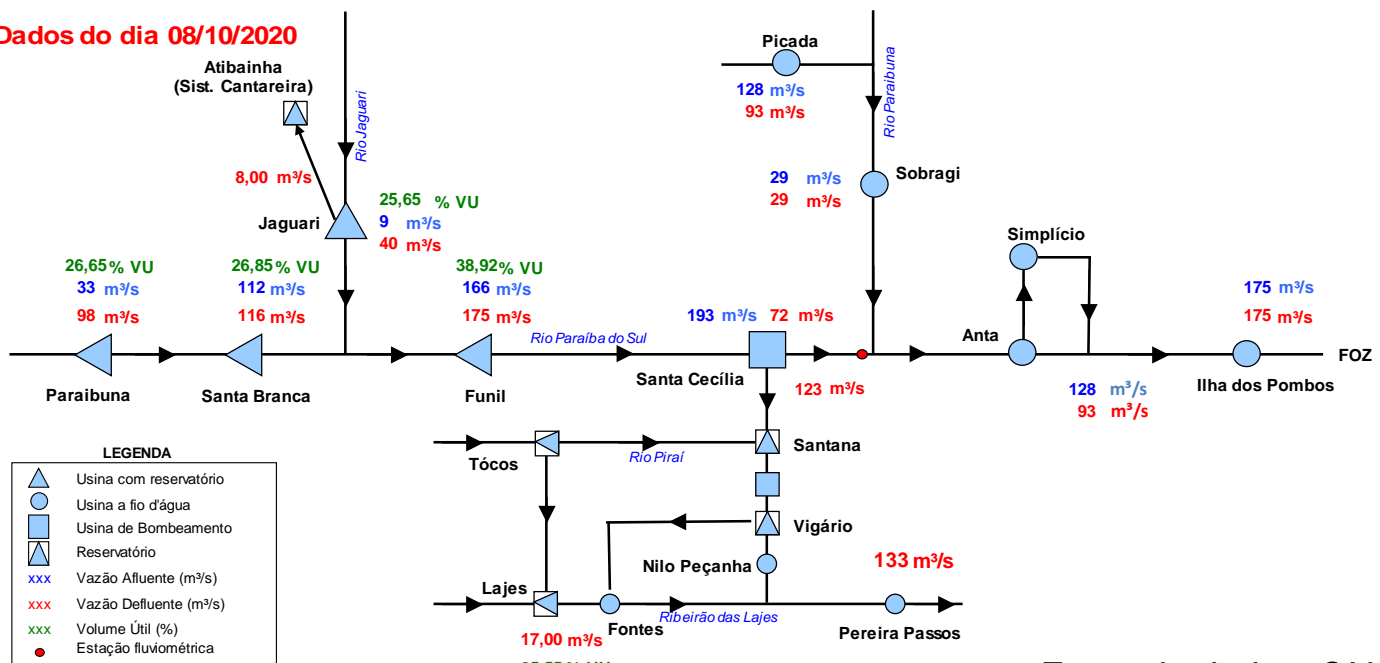 Dados do dia 08/10/2020
Atibainha
(Sist. Cantareira)
Rio Jaguari
8,00 m³/s
Jaguari
25,65 % VU
9 m³/s
40 m³/s
Picada
128 m³/s
93 m³/s
Rio Paraibuna
29 m³/s
29 m³/s
Sobragi
Simplício
26,65% VU
33 m³/s
98 m³/s
Paraibuna
26,85% VU
112 m³/s
116 m³/s
Santa Branca
38,92% VU
166 m³/s
175 m³/s
Funil
Rio Paraíba do Sul
193 m³/s 72 m³/s
Santa Cecília
123 m³/s
Anta
128 m³/s
93 m³/s
175 m³/s
175 m³/s
Ilha dos Pombos
FOZ
Tócos
Rio Piraí
Santana
Vigário
Nilo Peçanha
133 m³/s
Lajes
Fontes
Ribeirão das Lajes
Pereira Passos
17,00 m³/s
LEGENDA
Usina com reservatório
Usina a fio d'água
Usina de Bombeamento
Reservatório
xxx Vazão Afluente (m³/s)
xxx Vazão Defluente (m³/s)
xxx Volume Útil (%)
Estação fluviométrica